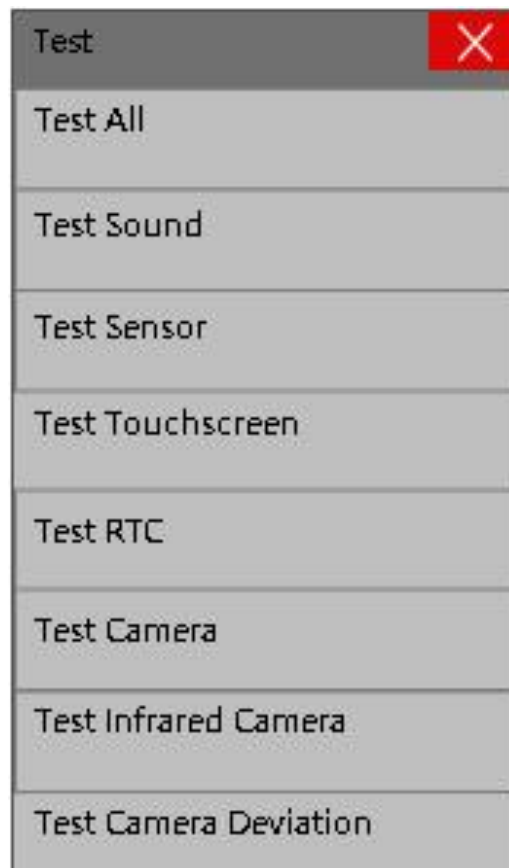 Test
Test All
Test Sound
Test Sensor
Test Touchscreen
Test RTC
Test Camera
Test Infrared Camera
Test Camera Deviation